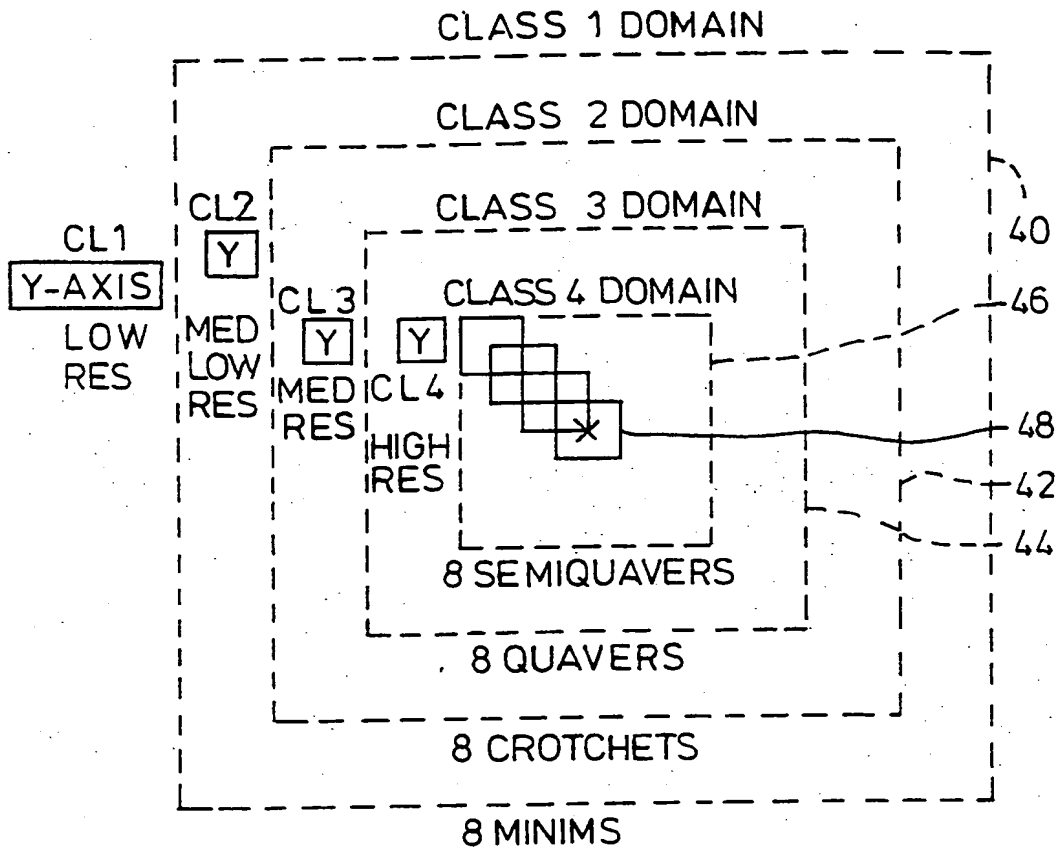 CLASS 1 DOMAIN
CLASS 2 DOMAIN
CLASS 3 DOMAIN
CL2
Y
40
CL1
Y-AXIS
LOW
RES
CL3
Y
CLASS 4 DOMAIN
46
MED
LOW
RES
Y
MED
RES
CL4
HIGH
RES
48
42
44
8 SEMIQUAVERS
8 QUAVERS
8 CROTCHETS
8 MINIMS